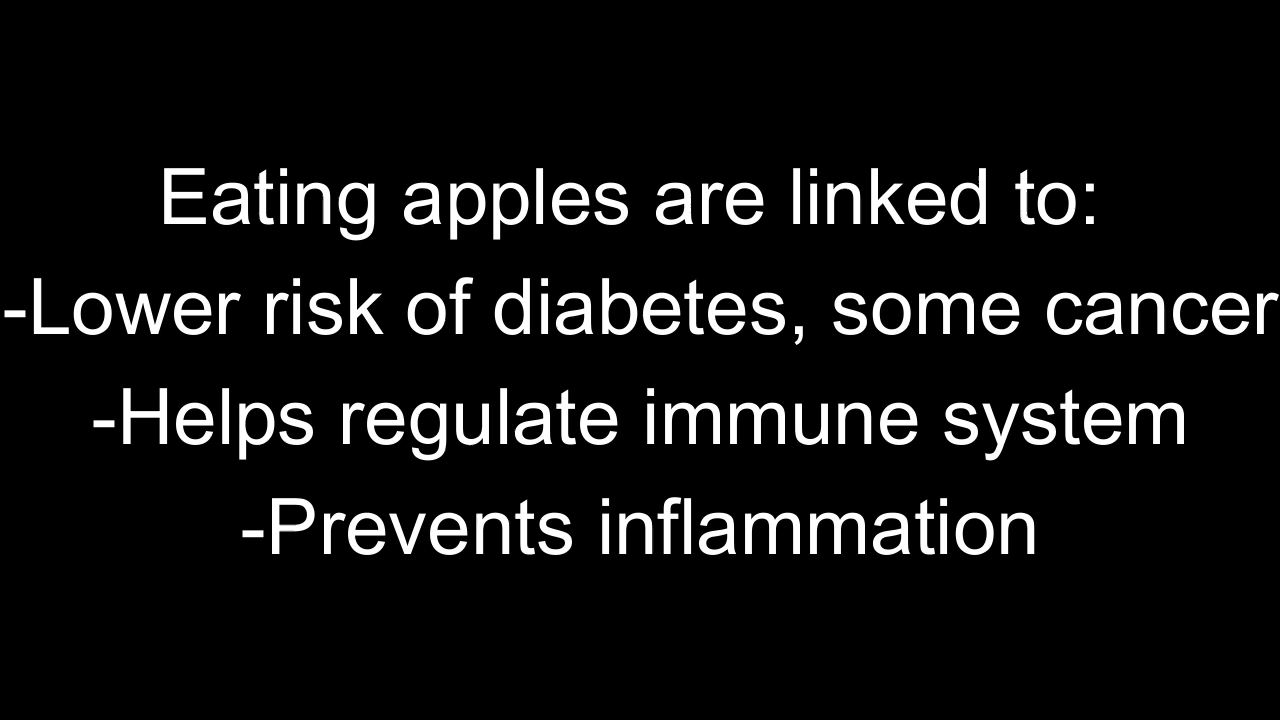 Eating apples are linked to:
-Lower risk of diabetes, some cancer
-Helps regulate immune system
-Prevents inflammation